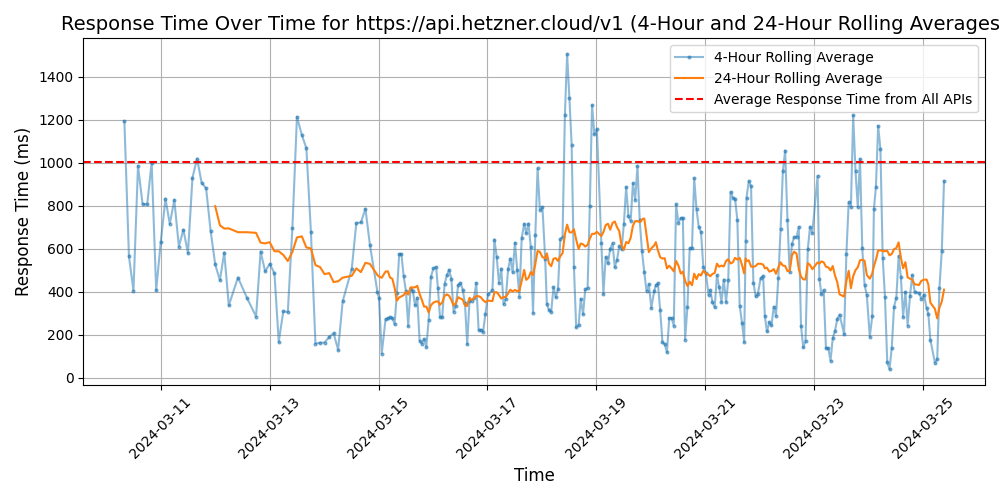 Response Time Over Time for https://api.hetzner.cloud/v1 (4-Hour and 24-Hour Rolling Averages
4-Hour Rolling Average
24-Hour Rolling Average
Average Response Time from All APIs
Response Time (ms)
1400
1200
1000
800
600
400
200
0
2024-03-11
2024-03-13
2024-03-15
2024-03-17
2024-03-19
2024-03-21
2024-03-23
2024-03-25
Time